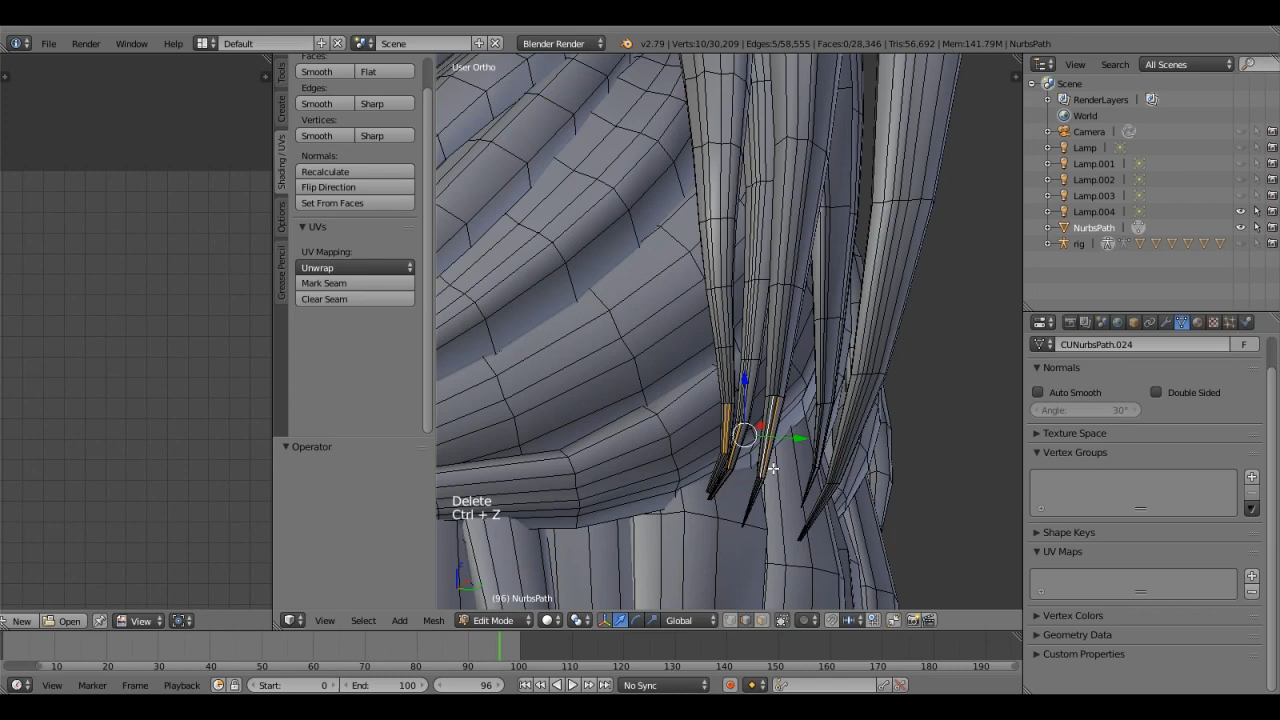 File Render Window Help Default Scene Blender Render v2.79 | Verts:10/30,209 | Edges:5/58,555 | Faces:0/28,346 | Tris:56,692 | Mem:141.79M | NurbsPath
Tools
Create
Shading / UVs
Options
Grease Pencil
Faces:
Smooth Flat
Edges:
Smooth Sharp
Vertices:
Smooth Sharp
Normals:
Recalculate
Flip Direction
Set From Faces
UVs
UV Mapping:
Unwrap
Mark Seam
Clear Seam
Operator
User Ortho
Delete
Ctrl + Z
(96) NurbsPath
View Search All Scenes
Scene
RenderLayers
World
Camera
Lamp
Lamp.001
Lamp.002
Lamp.003
Lamp.004
NurbsPath
rig
CUNurbsPath.024 F
Normals
Auto Smooth Double Sided
Angle: 30°
Texture Space
Vertex Groups
Shape Keys
UV Maps
Vertex Colors
Geometry Data
Custom Properties
New Open View
View Select Add Mesh Edit Mode Global
10 20 30 40 50 60 70 80 90 100 110 120 130 140 150 160 170 180 190
View Marker Frame Playback Start: 0 End: 100 96 No Sync